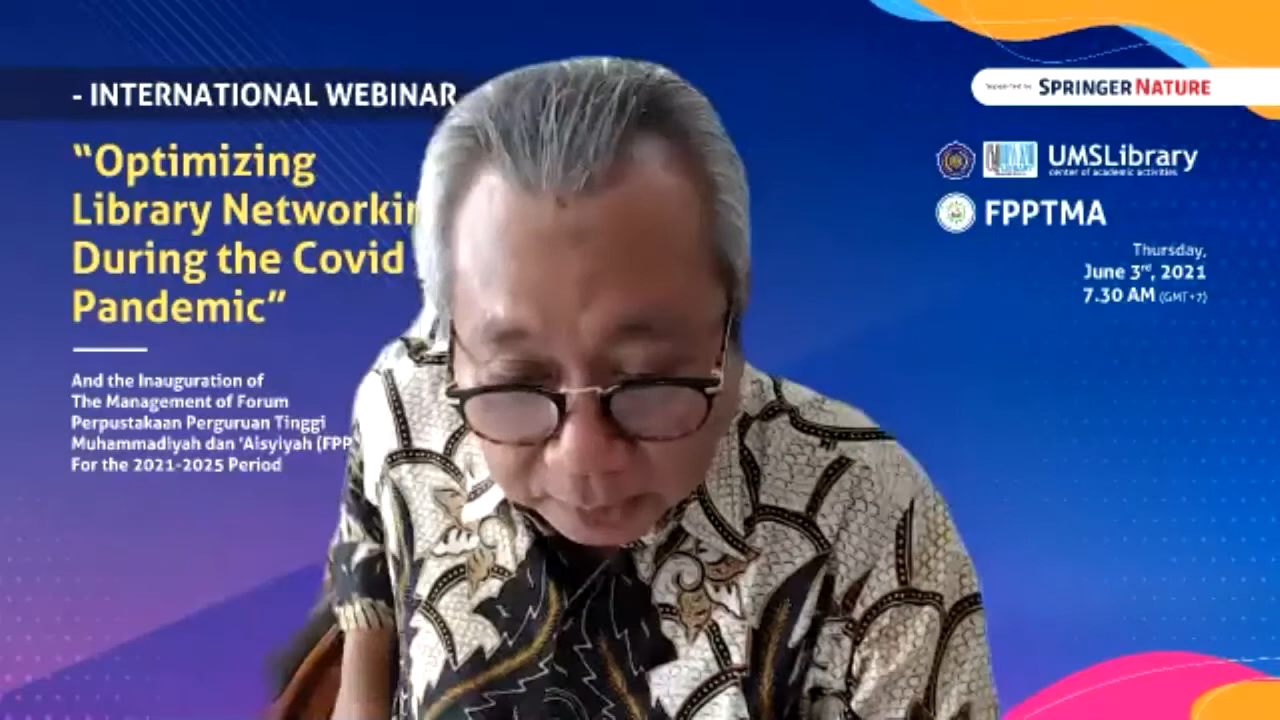 - INTERNATIONAL WEBINAR
"Optimizing
Library Networkin
During the Covid
Pandemic"
And the Inauguration of
The Management of Forum
Perpustakaan Perguruan Tinggi
Muhammadiyah dan 'Aisyiyah (FPP
For the 2021-2025 Period
SPRINGER NATURE
UMSLibrary
center of academic activities
FPPTMA
Thursday,
June 3rd, 2021
7.30 AM (GMT+7)